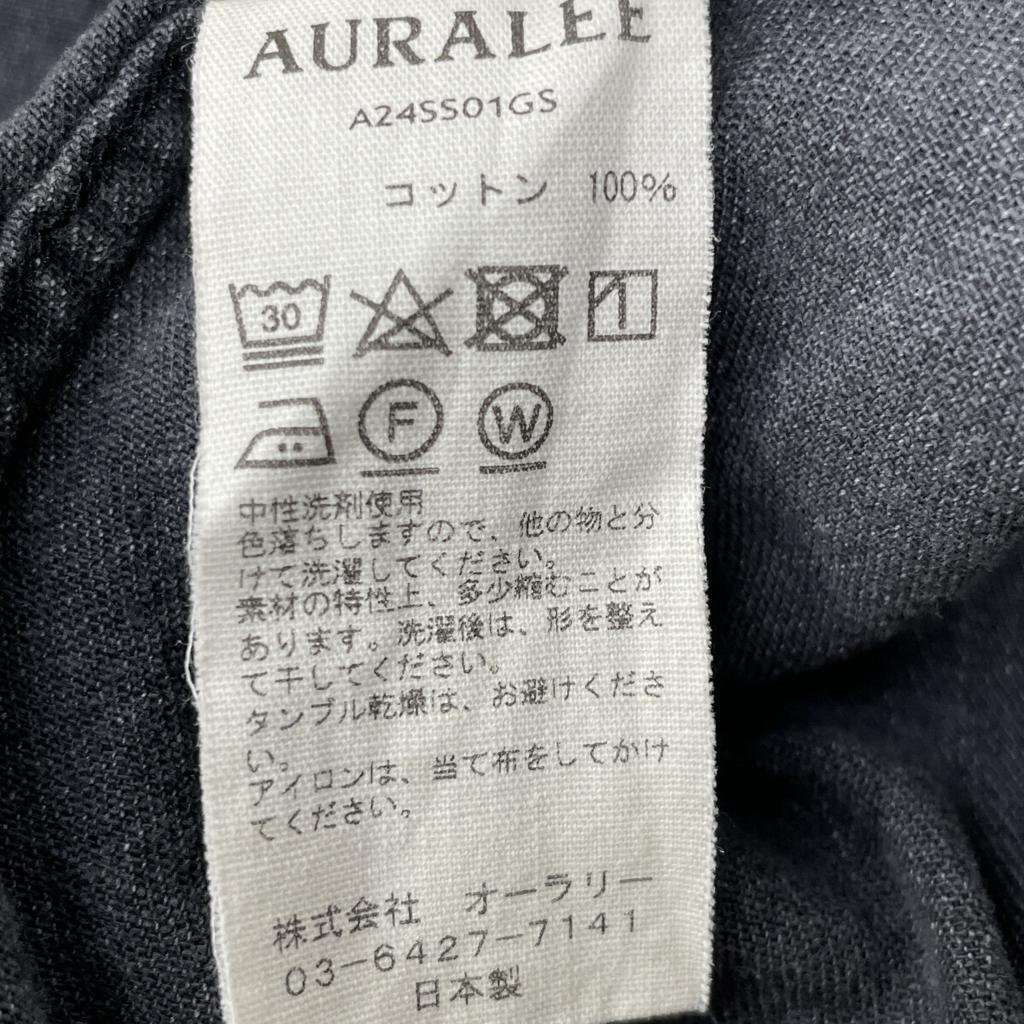 AURALEE
A24SS01GS
コットン 100%
30
F W
中性洗剤使用
色落ちしますので、他の物と分
けて洗濯してください。
素材の特性上、多少縮むことが
あります。洗濯後は、形を整え
て干してください。
タンブル乾燥は、お避けくださ
い。
アイロンは、当て布をしてかけ
てください。
株式会社 オーラリー
03-6427-7141
日本製